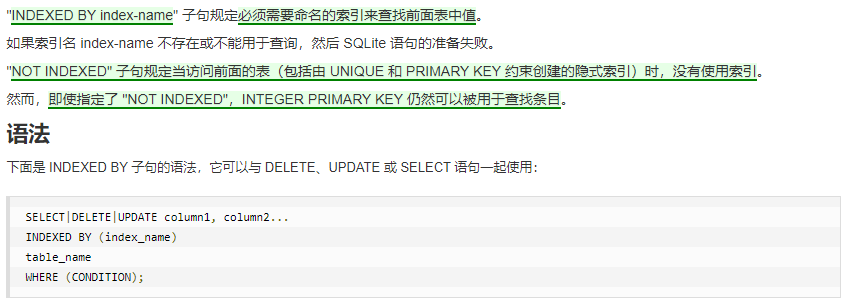 "INDEXED BY index-name" 子句规定必须需要命名的索引来查找前面表中值。
如果索引名 index-name 不存在或不能用于查询，然后 SQLite 语句的准备失败。
"NOT INDEXED" 子句规定当访问前面的表（包括由 UNIQUE 和 PRIMARY KEY 约束创建的隐式索引）时，没有使用索引。
然而，即使指定了 "NOT INDEXED"，INTEGER PRIMARY KEY 仍然可以被用于查找条目。
语法
下面是 INDEXED BY 子句的语法，它可以与 DELETE、UPDATE 或 SELECT 语句一起使用：
SELECT|DELETE|UPDATE column1, column2...
INDEXED BY (index_name)
table_name
WHERE (CONDITION);